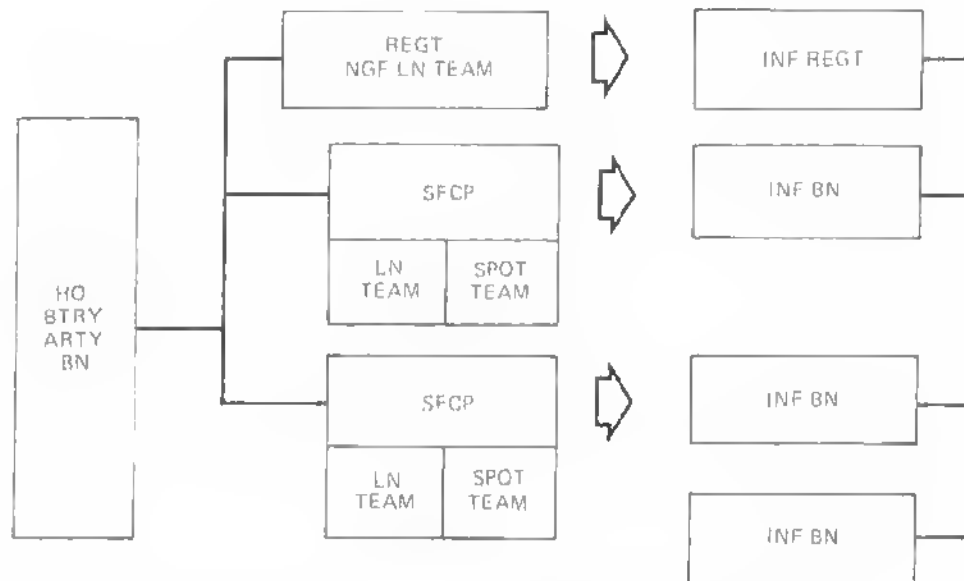 REGT
NGF LN TEAM
INF REGT
SFCP
INF BN
LN
TEAM
SPOT
TEAM
HQ
BTRY
ARTY
BN
SFCP
INF BN
LN
TEAM
SPOT
TEAM
INF BN